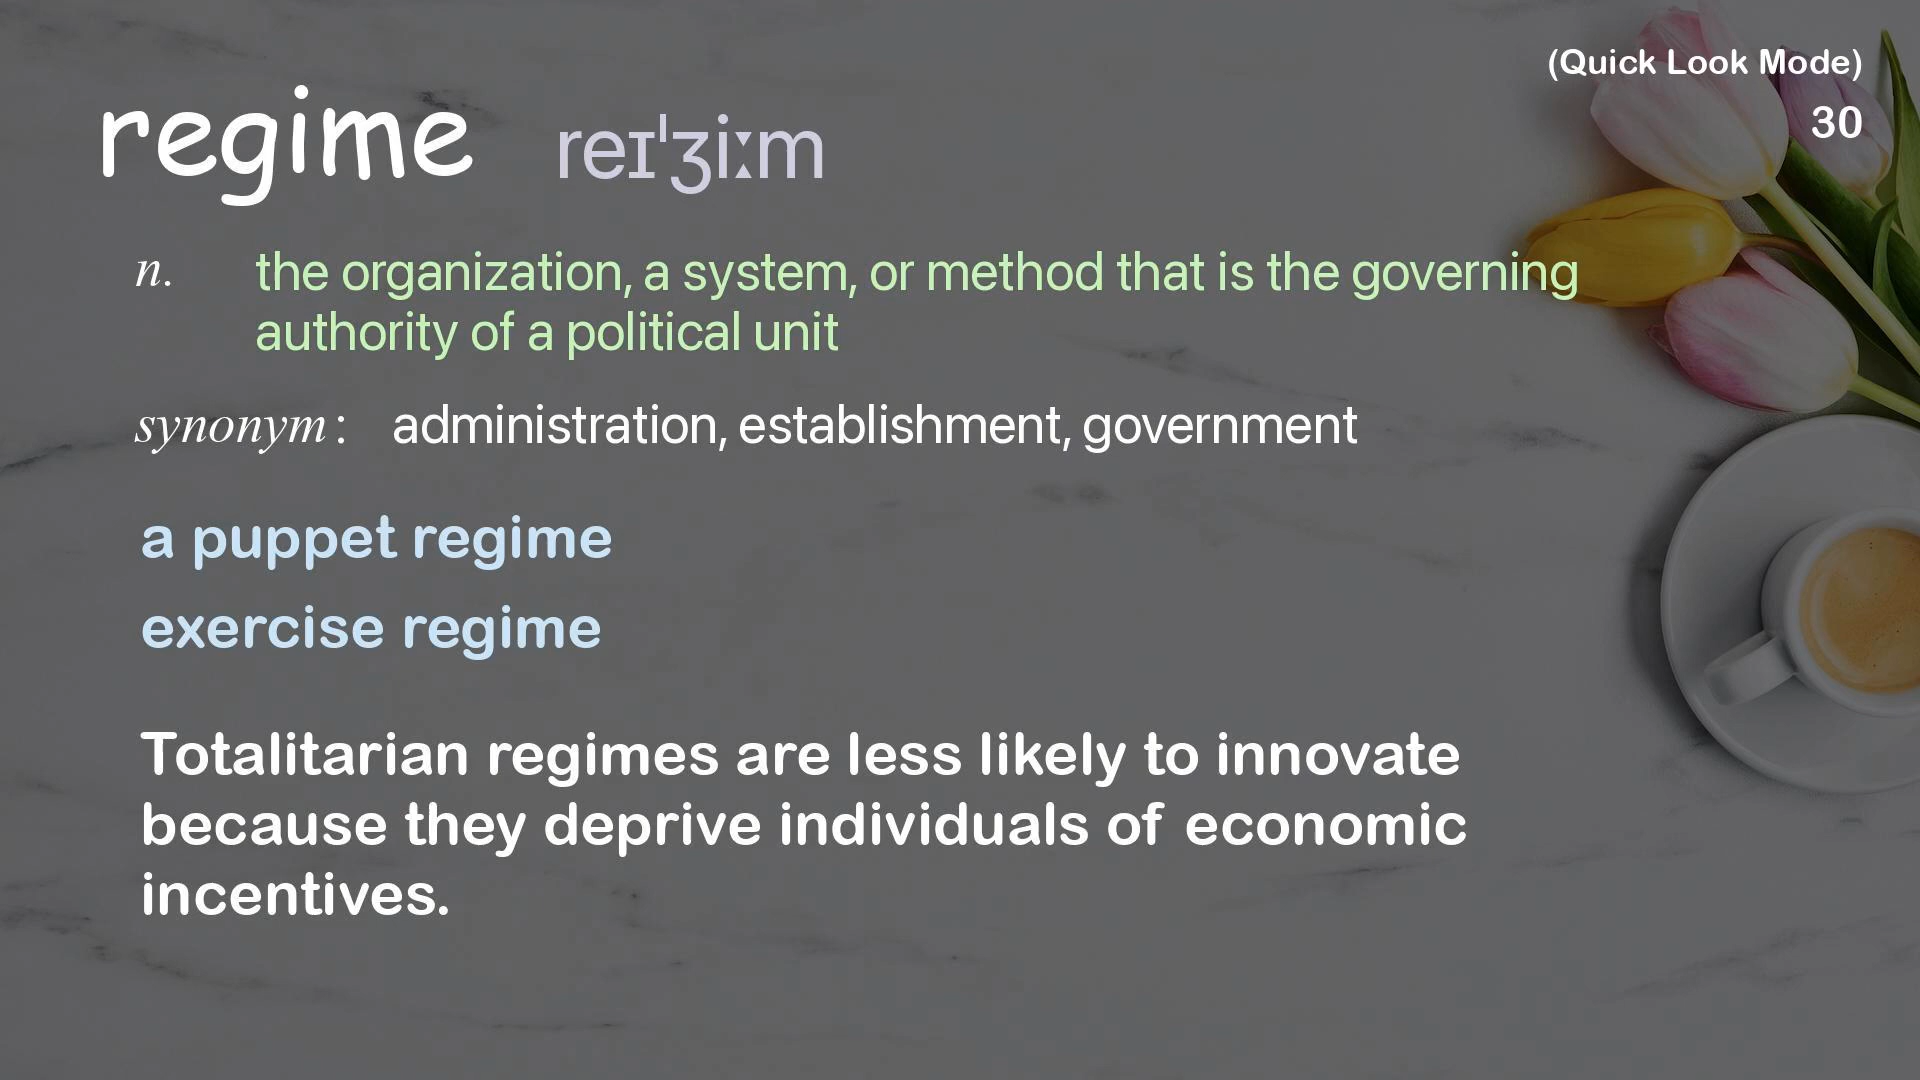 (Quick Look Mode)
30
regime reɪˈʒiːm
n. the organization, a system, or method that is the governing
authority of a political unit
synonym: administration, establishment, government
a puppet regime
exercise regime
Totalitarian regimes are less likely to innovate
because they deprive individuals of economic
incentives.